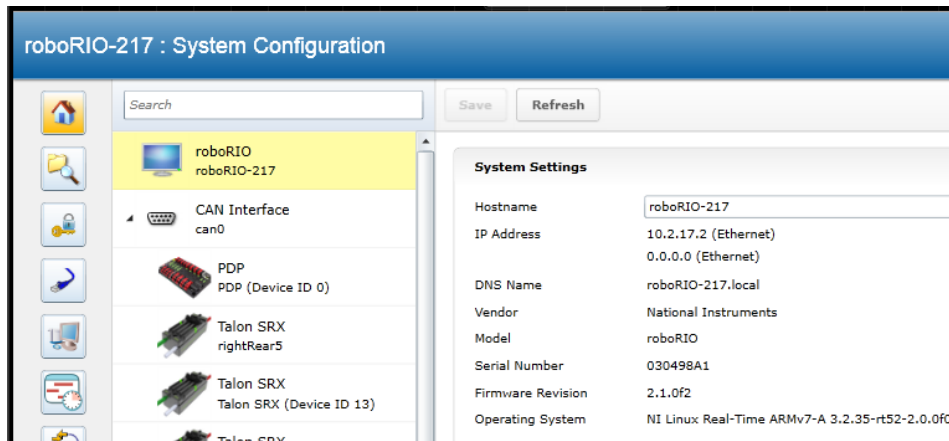 roboRIO-217 : System Configuration
Search
Save
Refresh
roboRIO
roboRIO-217
CAN Interface
can0
PDP
PDP (Device ID 0)
Talon SRX
rightRear5
Talon SRX
Talon SRX (Device ID 13)
Talon SRX
System Settings
Hostname roboRIO-217
IP Address 10.2.17.2 (Ethernet)
0.0.0.0 (Ethernet)
DNS Name roboRIO-217.local
Vendor National Instruments
Model roboRIO
Serial Number 030498A1
Firmware Revision 2.1.0f2
Operating System NI Linux Real-Time ARMv7-A 3.2.35-rt52-2.0.0f0